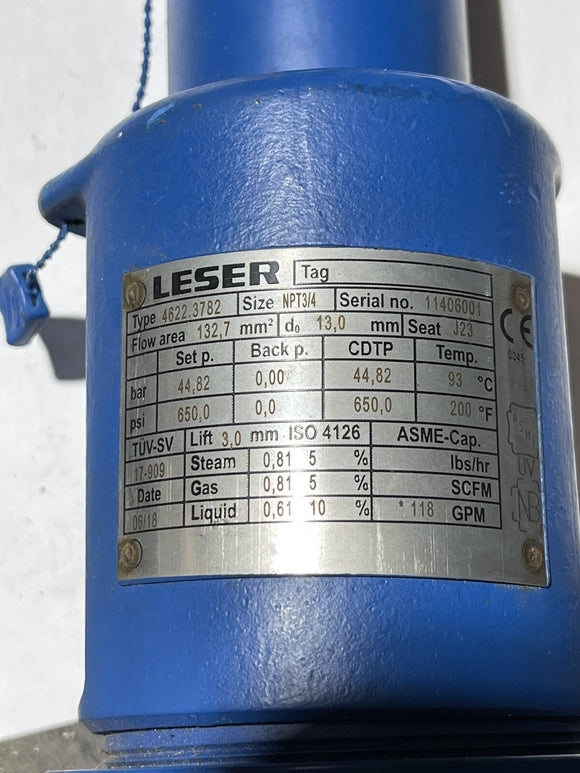 LESER Tag
Type 4622.3782 Size NPT3/4 Serial no. 11406001
Flow area 132,7 mm² d₀ 13,0 mm Seat J23
CE
0045
Set p. Back p. CDTP Temp.
bar 44,82 0,00 44,82 93 °C
psi 650,0 0,0 650,0 200 °F
TÜV-SV Lift 3,0 mm ISO 4126 ASME-Cap.
17-909 Steam 0,81 5 % lbs/hr
Date Gas 0,81 5 % SCFM
06/18 Liquid 0,61 10 % * 118 GPM
UV
NB